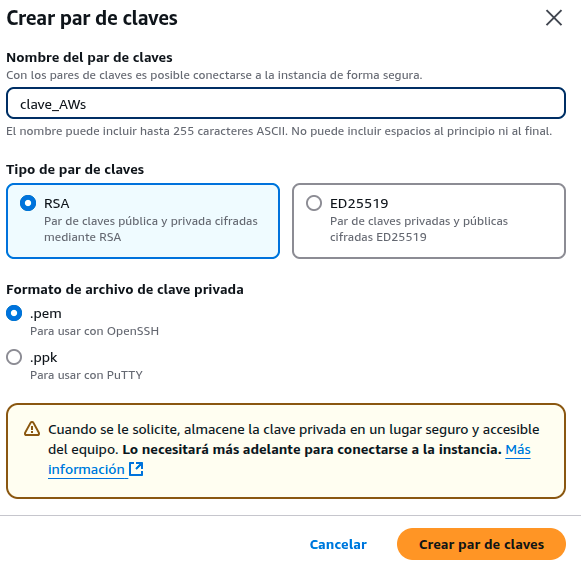 Crear par de claves
Nombre del par de claves
Con los pares de claves es posible conectarse a la instancia de forma segura.
clave_AWs
El nombre puede incluir hasta 255 caracteres ASCII. No puede incluir espacios al principio ni al final.
Tipo de par de claves
RSA
Par de claves pública y privada cifradas
mediante RSA
ED25519
Par de claves privadas y públicas
cifradas ED25519
Formato de archivo de clave privada
.pem
Para usar con OpenSSH
.ppk
Para usar con PuTTY
Cuando se le solicite, almacene la clave privada en un lugar seguro y accesible
del equipo. Lo necesitará más adelante para conectarse a la instancia. Más
información
Cancelar
Crear par de claves